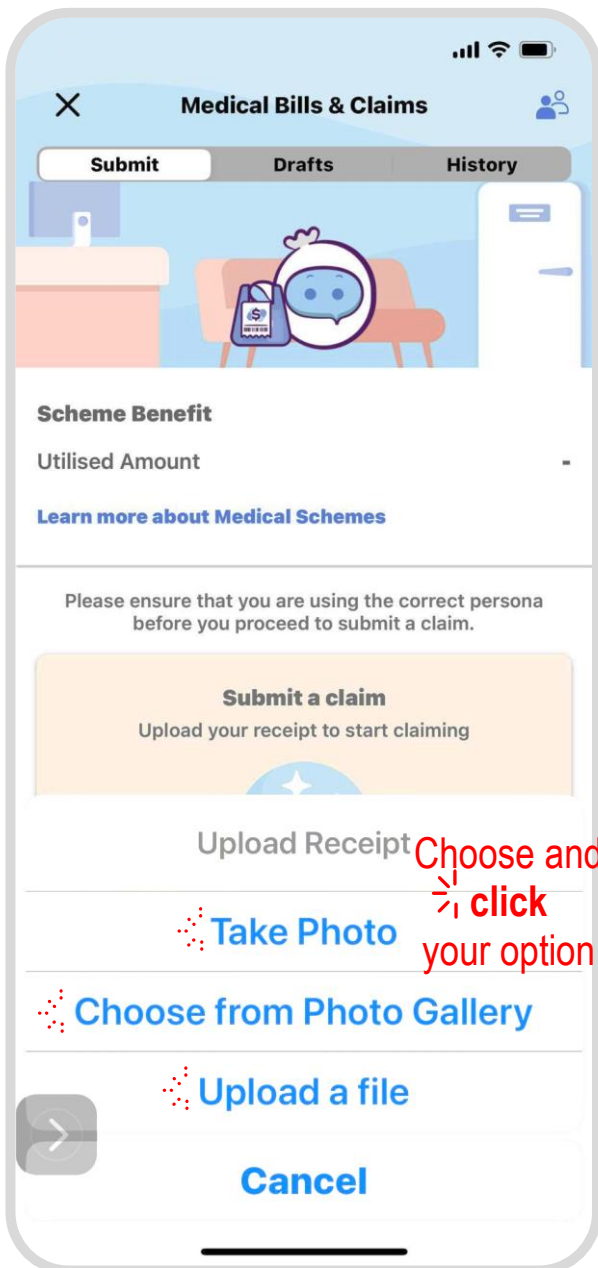 Medical Bills & Claims
Submit Drafts History
$
Scheme Benefit
Utilised Amount -
Learn more about Medical Schemes
Please ensure that you are using the correct persona
before you proceed to submit a claim.
Submit a claim
Upload your receipt to start claiming
Upload Receipt
Choose and
click
your option
Take Photo
Choose from Photo Gallery
Upload a file
Cancel